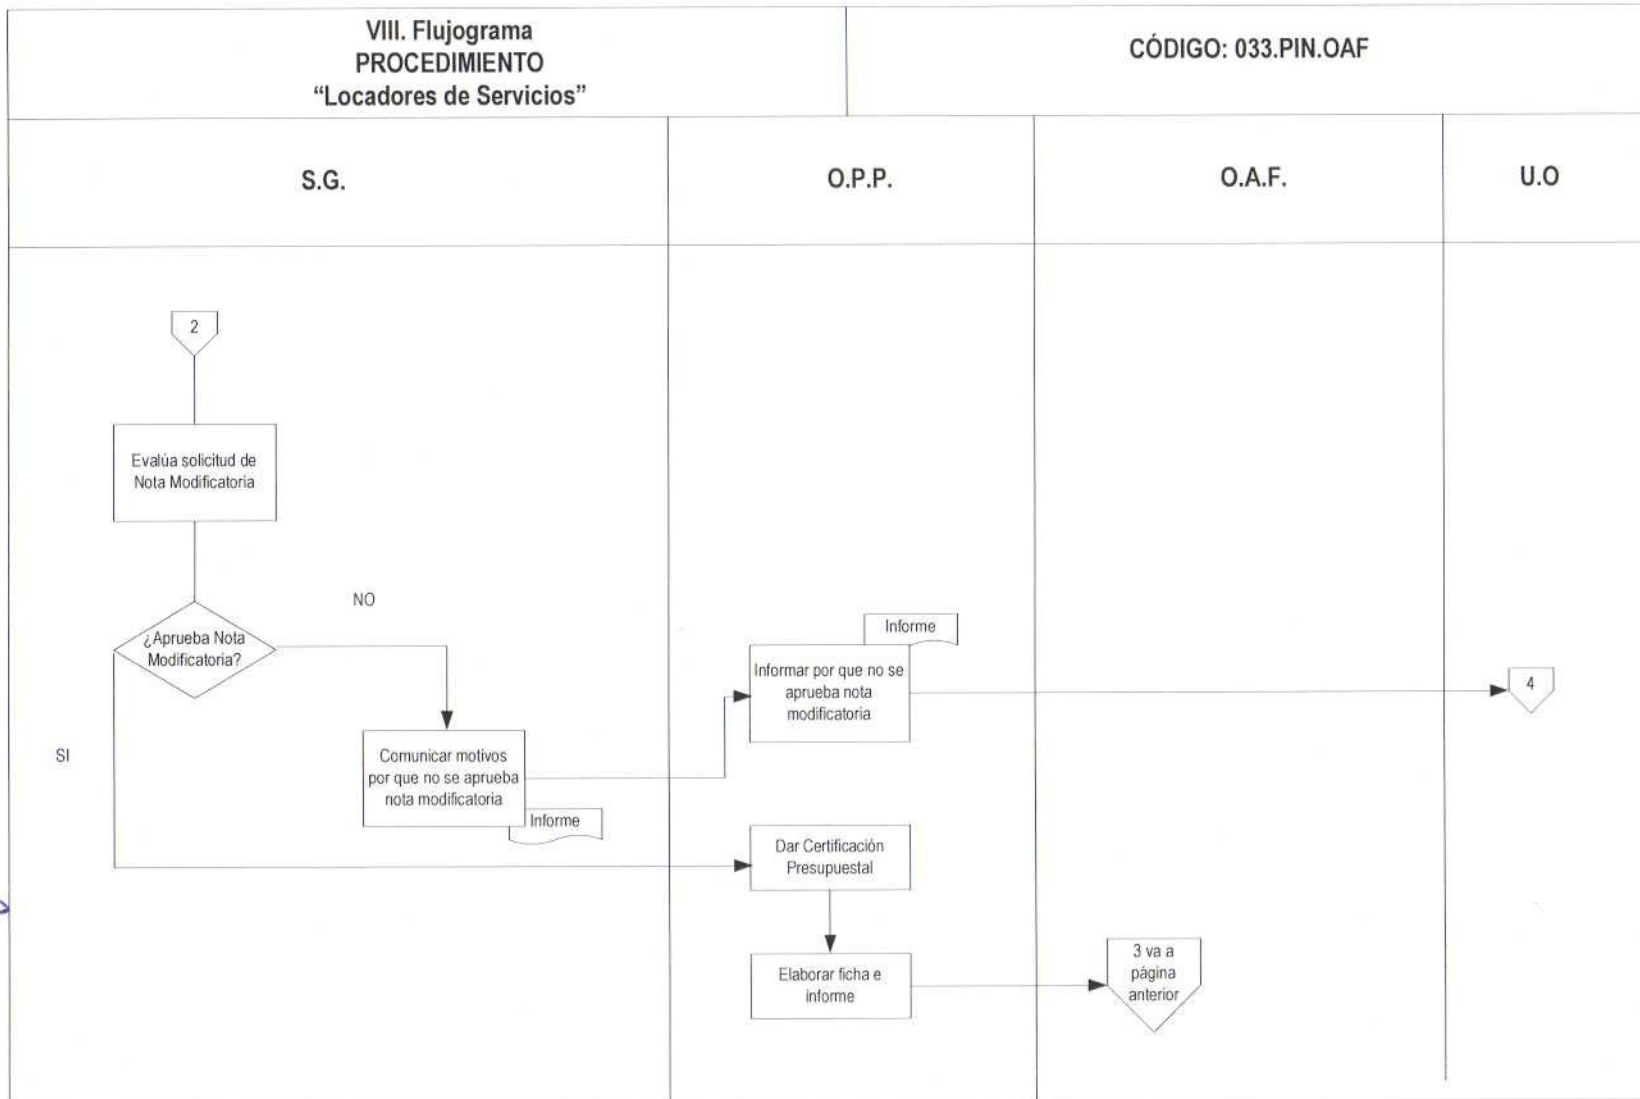 VIII. Flujograma
PROCEDIMIENTO
“Locadores de Servicios”
CÓDIGO: 033.PIN.OAF
S.G.
O.P.P.
O.A.F.
U.O
2
Evalúa solicitud de
Nota Modificatoria
¿Aprueba Nota
Modificatoria?
NO
SI
Comunicar motivos
por que no se aprueba
nota modificatoria
Informe
Informe
Informar por que no se
aprueba nota
modificatoria
4
Dar Certificación
Presupuestal
Elaborar ficha e
informe
3 va a
página
anterior